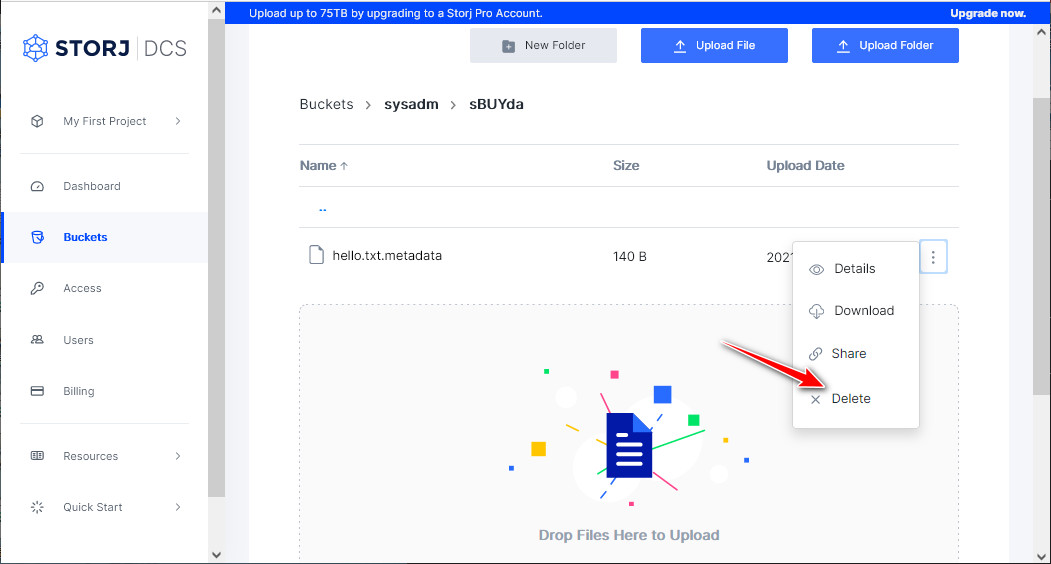 Upload up to 75TB by upgrading to a Storj Pro Account. Upgrade now.
STORJ DCS
New Folder Upload File Upload Folder
Buckets > sysadm > sBUYda
My First Project >
Name ↑ Size Upload Date
Dashboard
..
Buckets
hello.txt.metadata 140 B 2021
Details
Access
Download
Users
Share
Billing
Delete
Resources >
Quick Start >
Drop Files Here to Upload